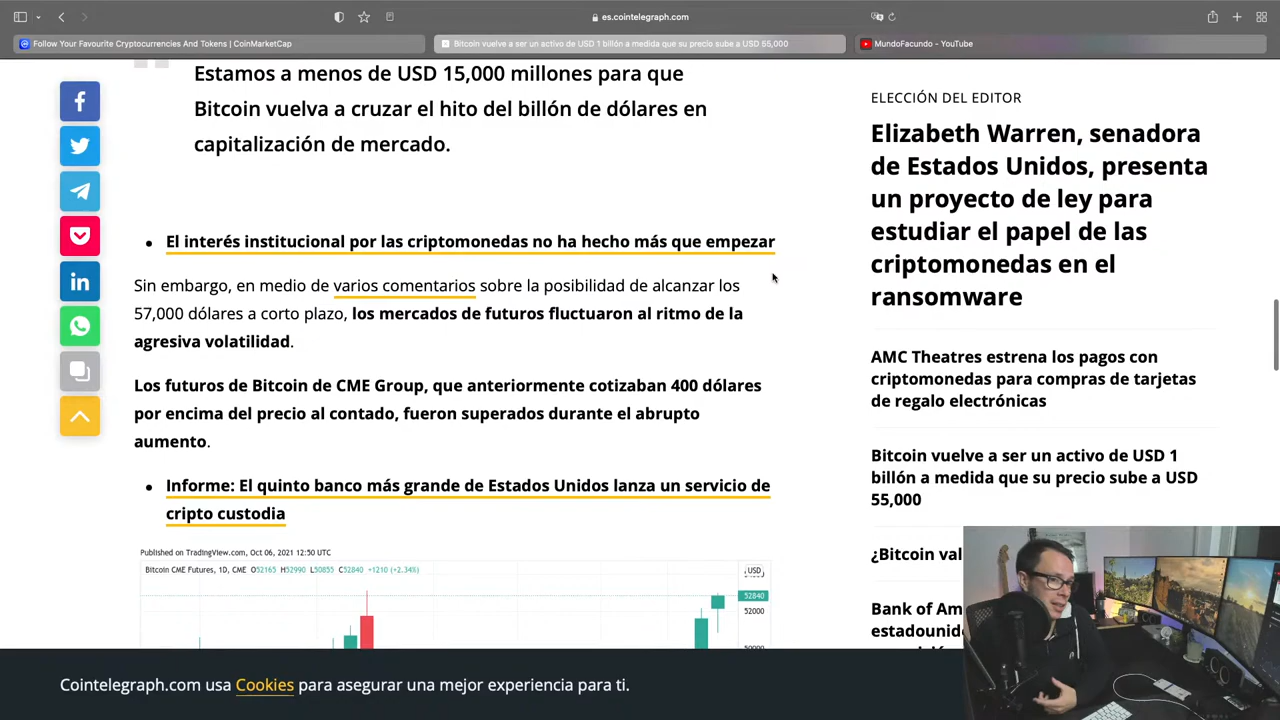 es.cointelegraph.com
Follow Your Favourite Cryptocurrencies And Tokens | CoinMarketCap
Bitcoin vuelve a ser un activo de USD 1 billón a medida que su precio sube a USD 55,000
MundoFacundo - YouTube
Estamos a menos de USD 15,000 millones para que
Bitcoin vuelva a cruzar el hito del billón de dólares en
capitalización de mercado.
El interés institucional por las criptomonedas no ha hecho más que empezar
Sin embargo, en medio de varios comentarios sobre la posibilidad de alcanzar los
57,000 dólares a corto plazo, los mercados de futuros fluctuaron al ritmo de la
agresiva volatilidad.
Los futuros de Bitcoin de CME Group, que anteriormente cotizaban 400 dólares
por encima del precio al contado, fueron superados durante el abrupto
aumento.
Informe: El quinto banco más grande de Estados Unidos lanza un servicio de
cripto custodia
Published on TradingView.com, Oct 06, 2021 12:50 UTC
Bitcoin CME Futures, 1D, CME O52165 H52990 L50855 C52840 +1210 (+2.34%)
USD
52840
52000
ELECCIÓN DEL EDITOR
Elizabeth Warren, senadora
de Estados Unidos, presenta
un proyecto de ley para
estudiar el papel de las
criptomonedas en el
ransomware
AMC Theatres estrena los pagos con
criptomonedas para compras de tarjetas
de regalo electrónicas
Bitcoin vuelve a ser un activo de USD 1
billón a medida que su precio sube a USD
55,000
¿Bitcoin val
Bank of Am
estadounid
Cointelegraph.com usa Cookies para asegurar una mejor experiencia para ti.